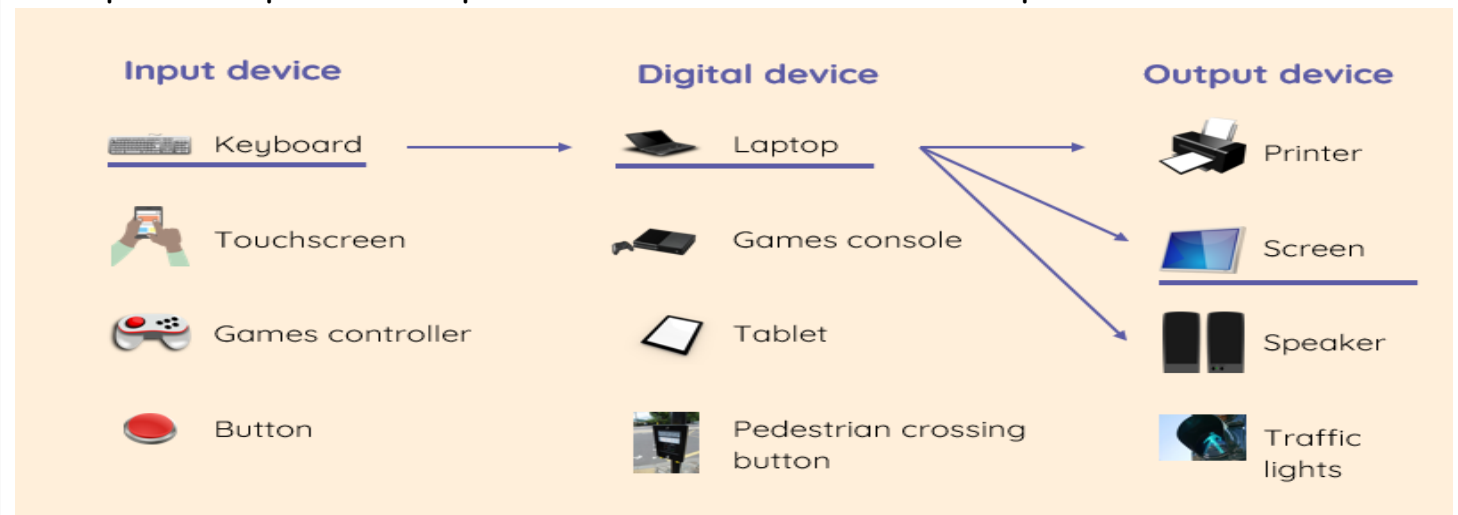 Input device Digital device Output device
Keyboard Laptop Printer
Touchscreen Games console Screen
Games controller Tablet Speaker
Button Pedestrian crossing button Traffic lights